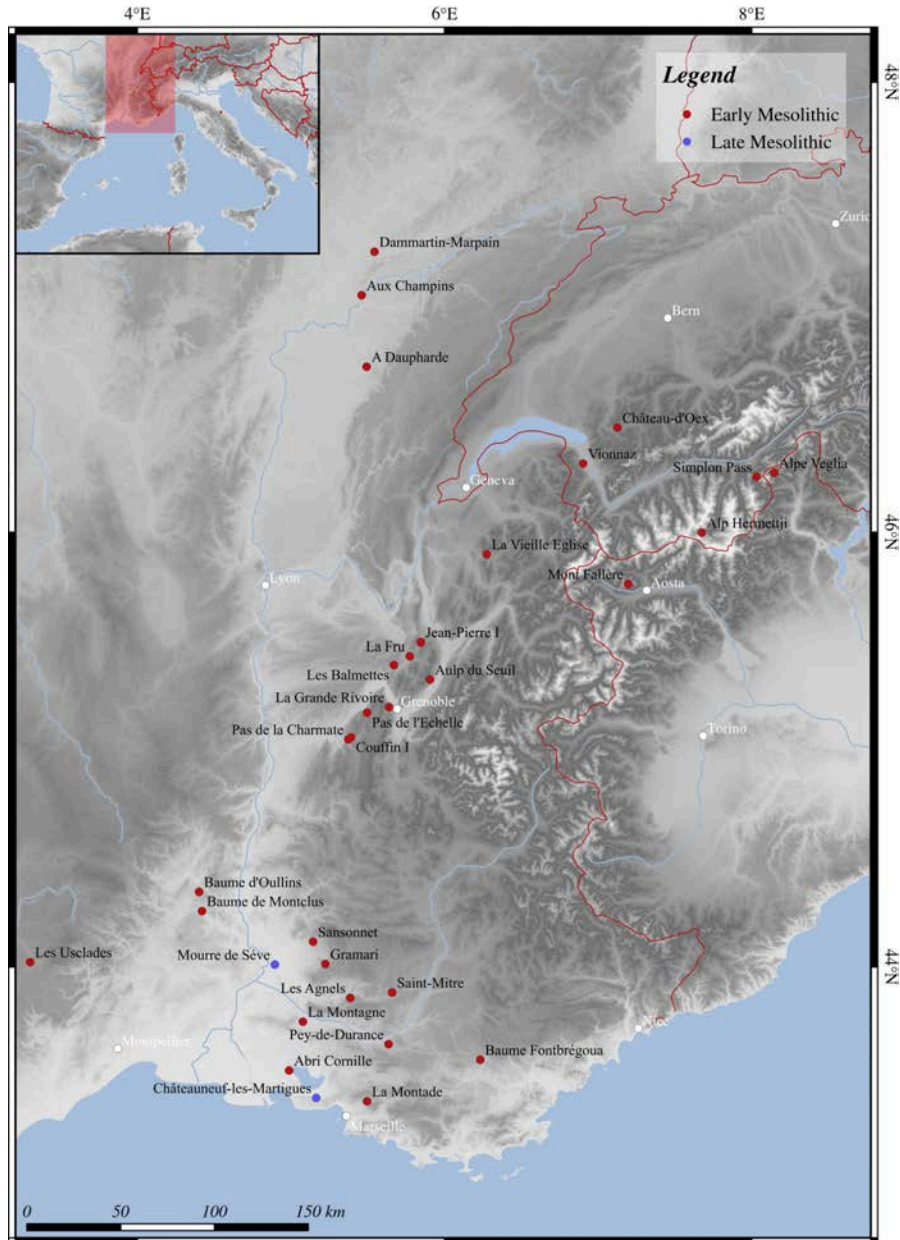 4°E
6°E
8°E
Legend
48°N
Early Mesolithic
Late Mesolithic
Dammartin-Marpain
Aux Champins
Bern
A Daupharde
Château-d'Oex
Vionnaz
Simplon Pass
Alpe Veglia
Geneva
46°N
Alp Hermettji
La Vieille Eglise
Mont Fallère
Aosta
Lyon
Jean-Pierre I
La Fru
Les Balmettes
Aulp du Seuil
La Grande Rivoire
Grenoble
Pas de l'Echelle
Pas de la Charmate
Couffin I
Torino
Baume d'Oullins
Baume de Montclus
Sansonnet
Les Usclades
Mourre de Séve
Gramari
44°N
Les Agnels
Saint-Mitre
La Montagne
Nice
Pey-de-Durance
Montpellier
Baume Fontbrégoua
Abri Cornille
Châteauneuf-les-Martigues
La Montade
Marseille
0 50 100 150 km